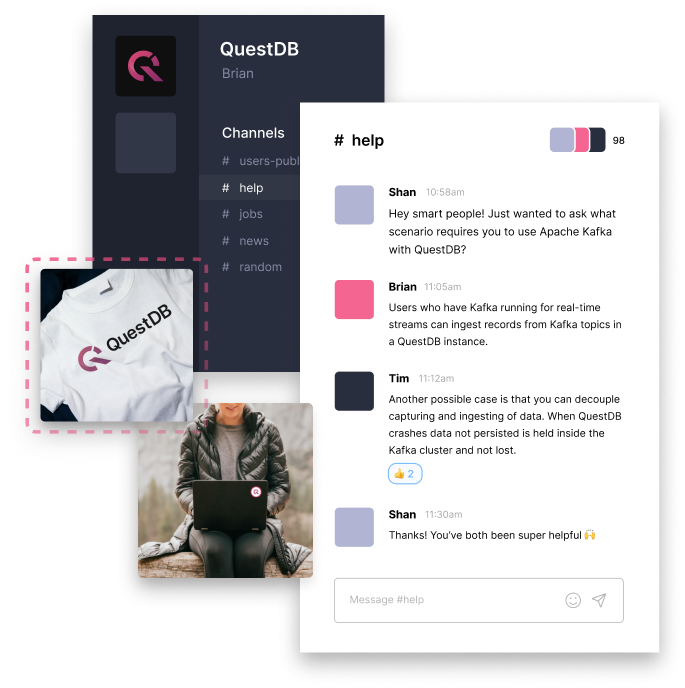 QuestDB
Brian
Channels
# users-publ
# help
# jobs
# news
# random
# help
98
Shan 10:58am
Hey smart people! Just wanted to ask what
scenario requires you to use Apache Kafka
with QuestDB?
Brian 11:05am
Users who have Kafka running for real-time
streams can ingest records from Kafka topics in
a QuestDB instance.
Tim 11:12am
Another possible case is that you can decouple
capturing and ingesting of data. When QuestDB
crashes data not persisted is held inside the
Kafka cluster and not lost.
👍 2
Shan 11:30am
Thanks! You've both been super helpful 🙌
Message #help
QuestDB